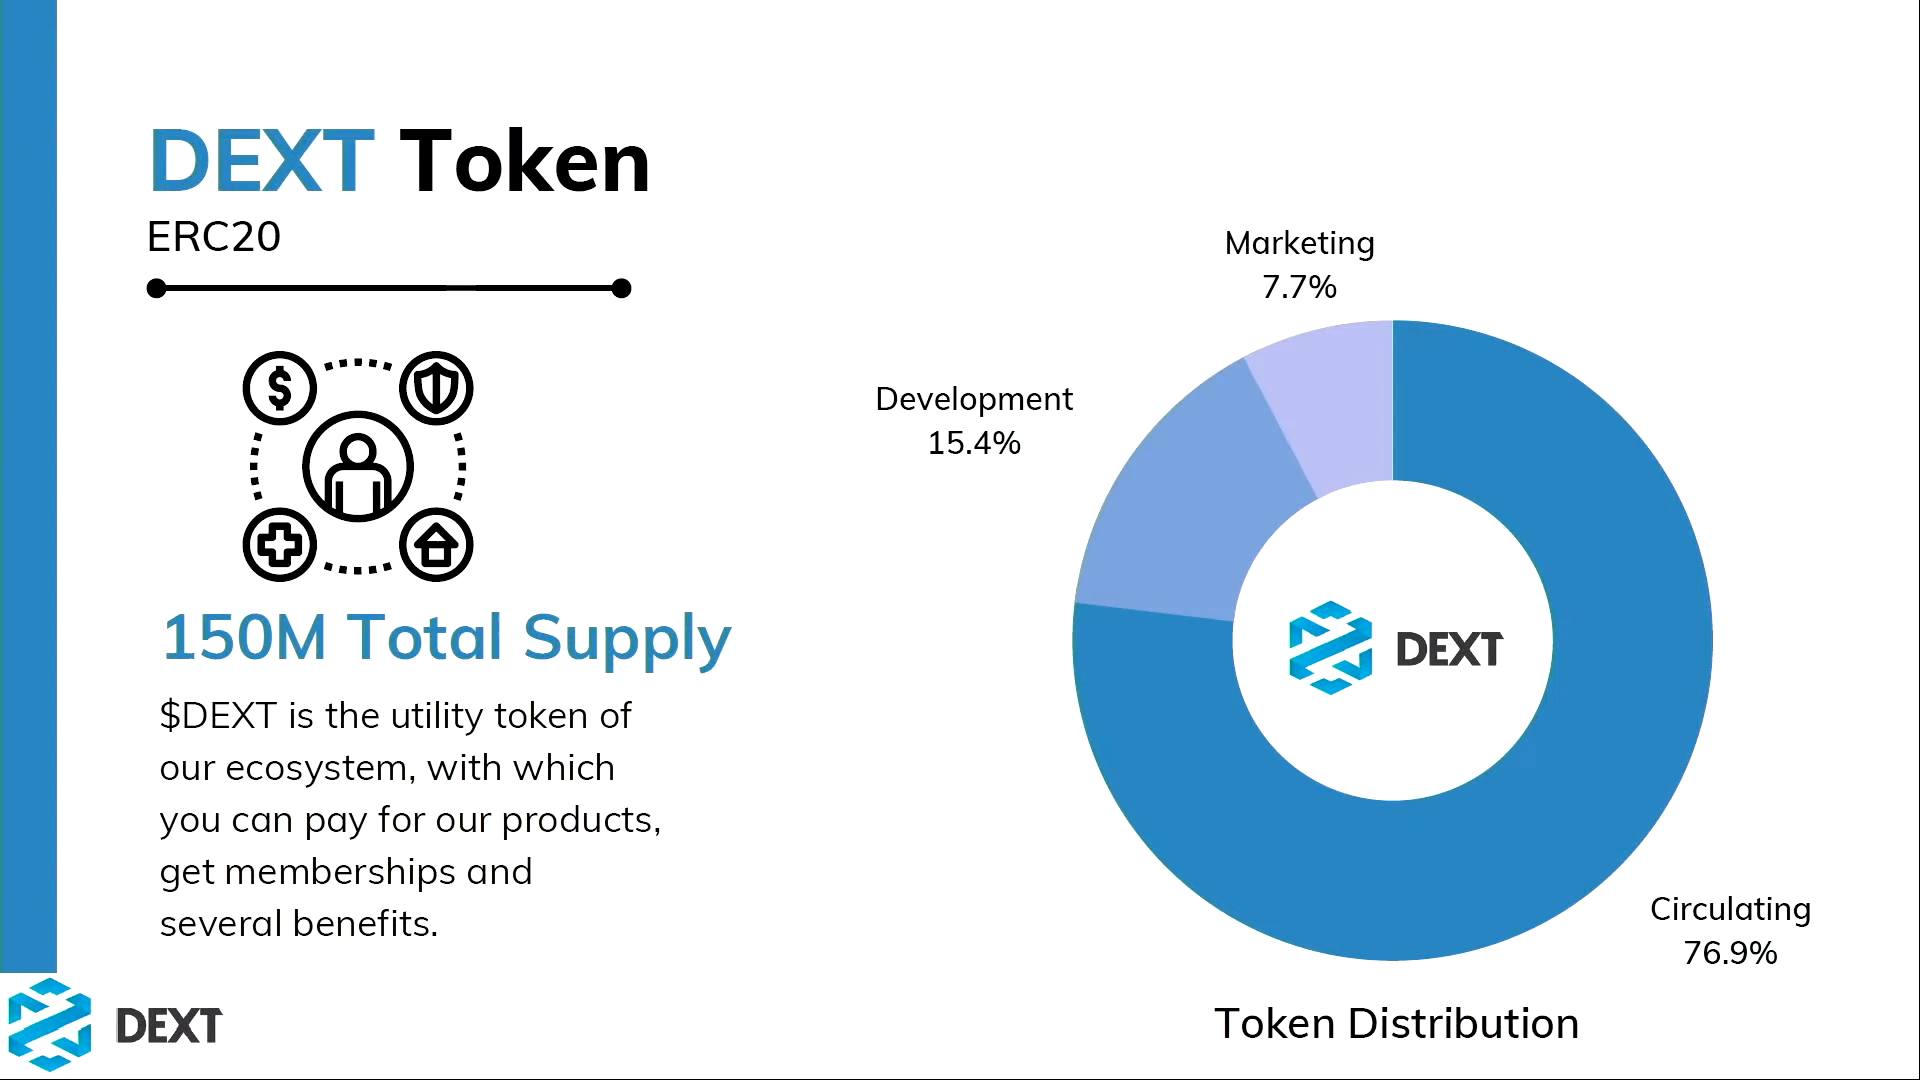 DEXT Token
ERC20
$
150M Total Supply
$DEXT is the utility token of
our ecosystem, with which
you can pay for our products,
get memberships and
several benefits.
DEXT
Marketing
7.7%
Development
15.4%
DEXT
Circulating
76.9%
Token Distribution